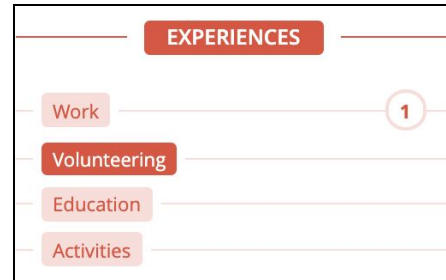 EXPERIENCES
Work 1
Volunteering
Education
Activities